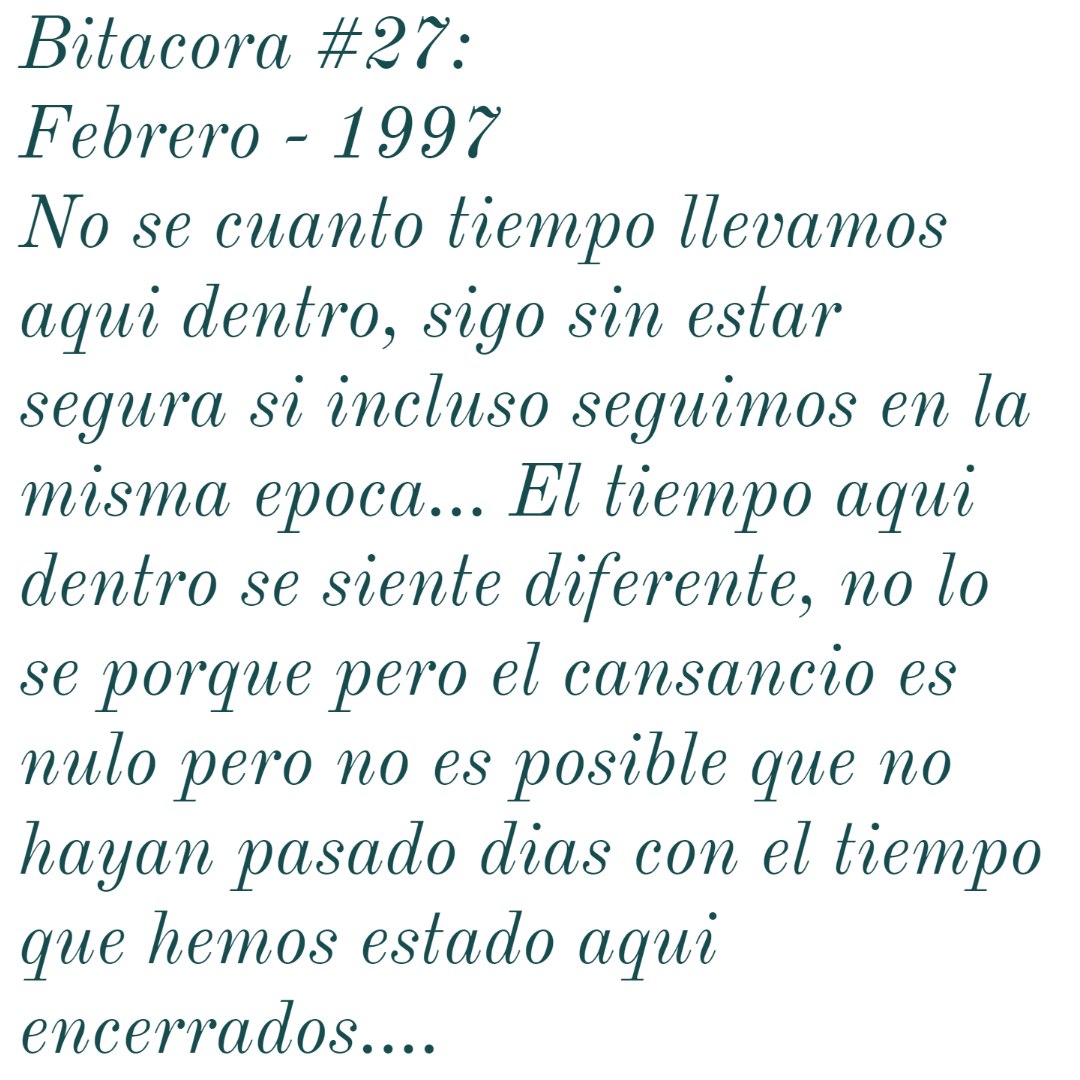 Bitacora #27:
Febrero - 1997
No se cuanto tiempo llevamos
aqui dentro, sigo sin estar
segura si incluso seguimos en la
misma epoca... El tiempo aqui
dentro se siente diferente, no lo
se porque pero el cansancio es
nulo pero no es posible que no
hayan pasado dias con el tiempo
que hemos estado aqui
encerrados....